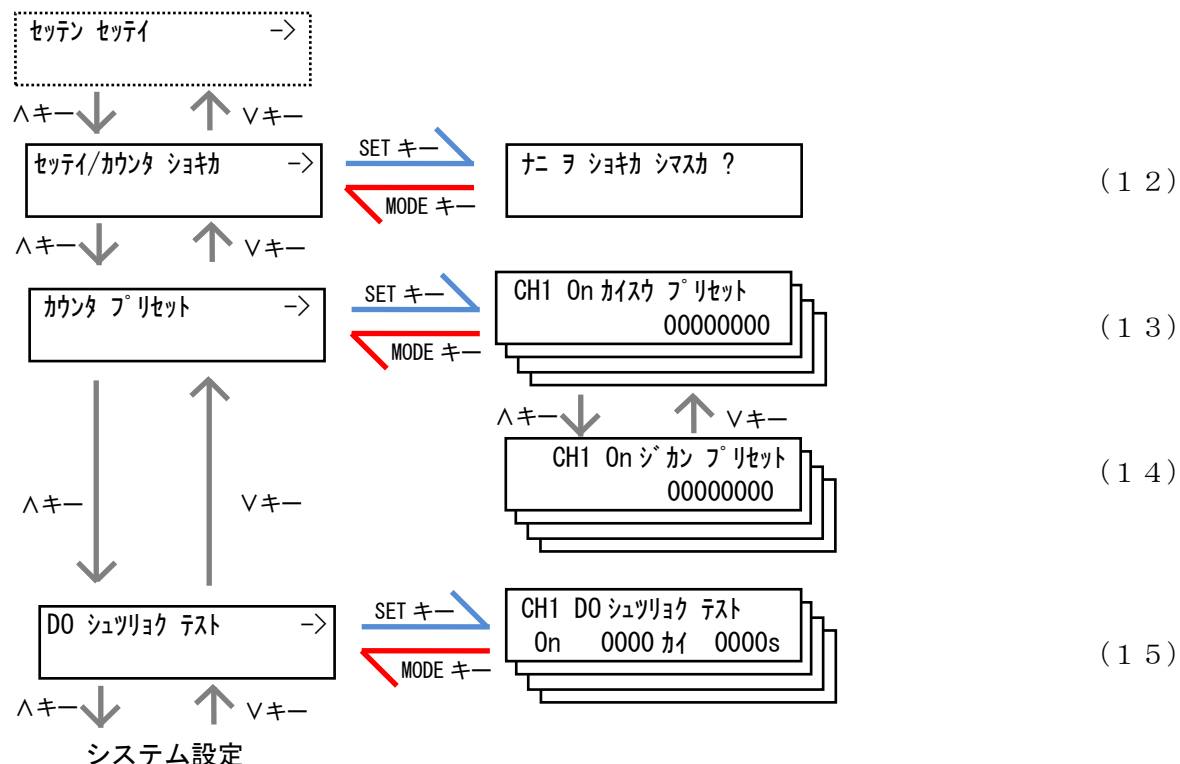 セッテン セッテイ －>
∧キー ∨キー
セッテイ/カウンタ ショキカ －>
SET キー
MODE キー
ナニ ヲ ショキカ シマスカ ?
（１２）
∧キー ∨キー
カウンタ プリセット －>
SET キー
MODE キー
CH1 On カイスウ プリセット
00000000
（１３）
∧キー ∨キー
CH1 On ジカン プリセット
00000000
（１４）
∧キー ∨キー
DO シュツリョク テスト －>
SET キー
MODE キー
CH1 DO シュツリョク テスト
On 0000 カイ 0000s
（１５）
∧キー ∨キー
システム設定